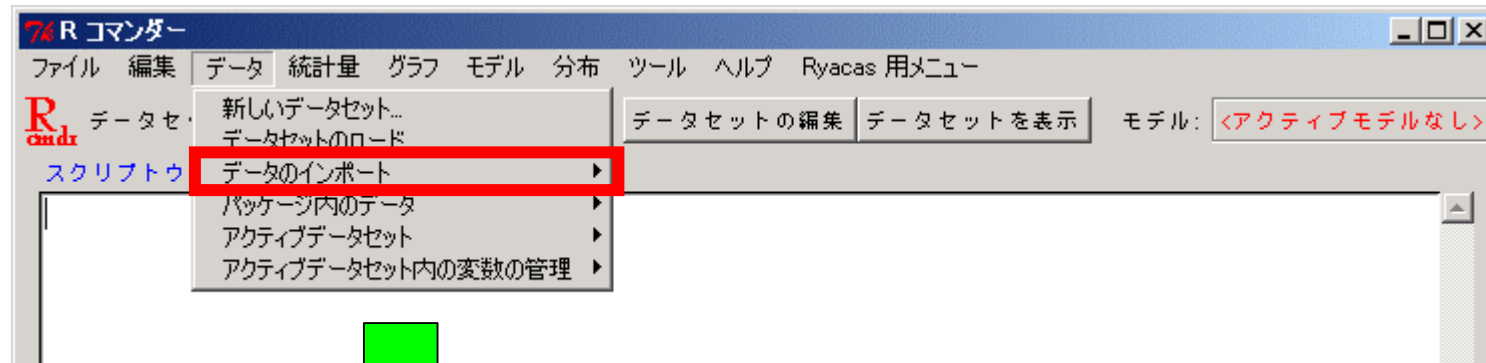 R コマンダー
ファイル 編集 データ 統計量 グラフ モデル 分布 ツール ヘルプ Ryacas 用メニュー
R cmdr データセ データセットの編集 データセットを表示 モデル: <アクティブモデルなし>
新しいデータセット...
データセットのロード
スクリプトウ
データのインポート
パッケージ内のデータ
アクティブデータセット
アクティブデータセット内の変数の管理